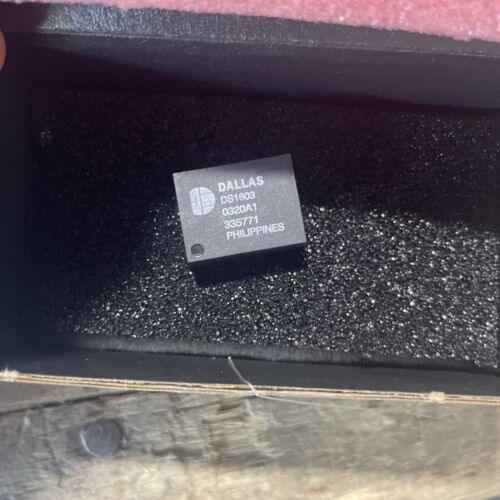 DALLAS
DS1603
0320A1
335771
PHILIPPINES